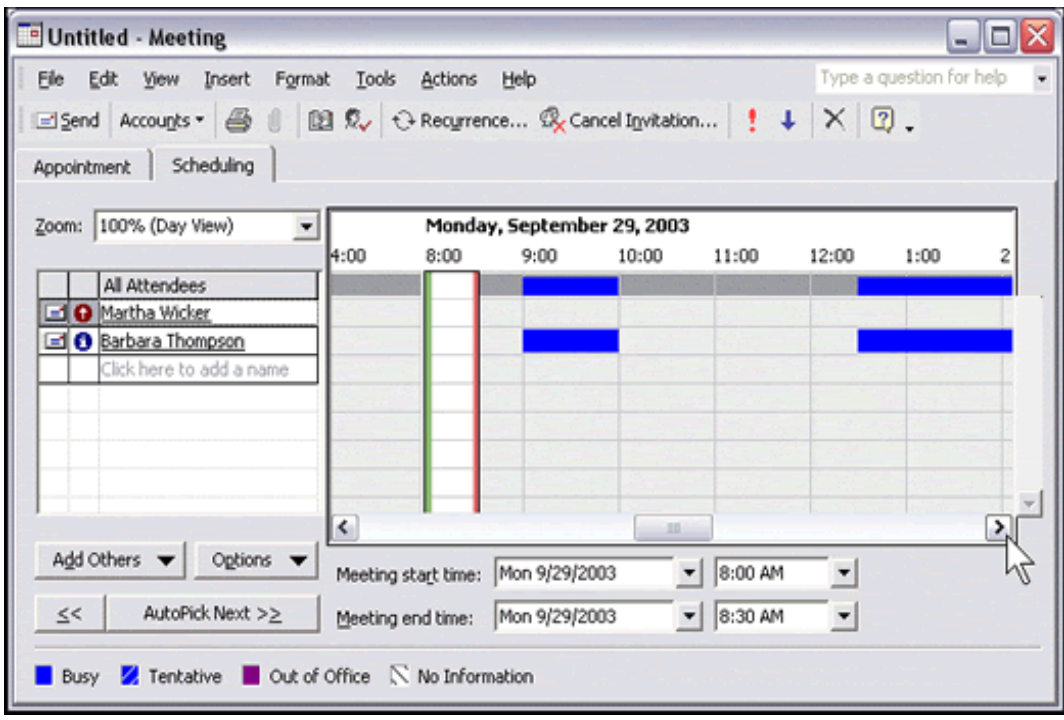 Untitled - Meeting
File Edit View Insert Format Tools Actions Help Type a question for help
Send Accounts Recurrence... Cancel Invitation...
Appointment Scheduling
Zoom: 100% (Day View)
Monday, September 29, 2003
4:00 8:00 9:00 10:00 11:00 12:00 1:00 2
All Attendees
Martha Wicker
Barbara Thompson
Click here to add a name
Add Others Options
Meeting start time: Mon 9/29/2003 8:00 AM
<< AutoPick Next >>
Meeting end time: Mon 9/29/2003 8:30 AM
Busy Tentative Out of Office No Information